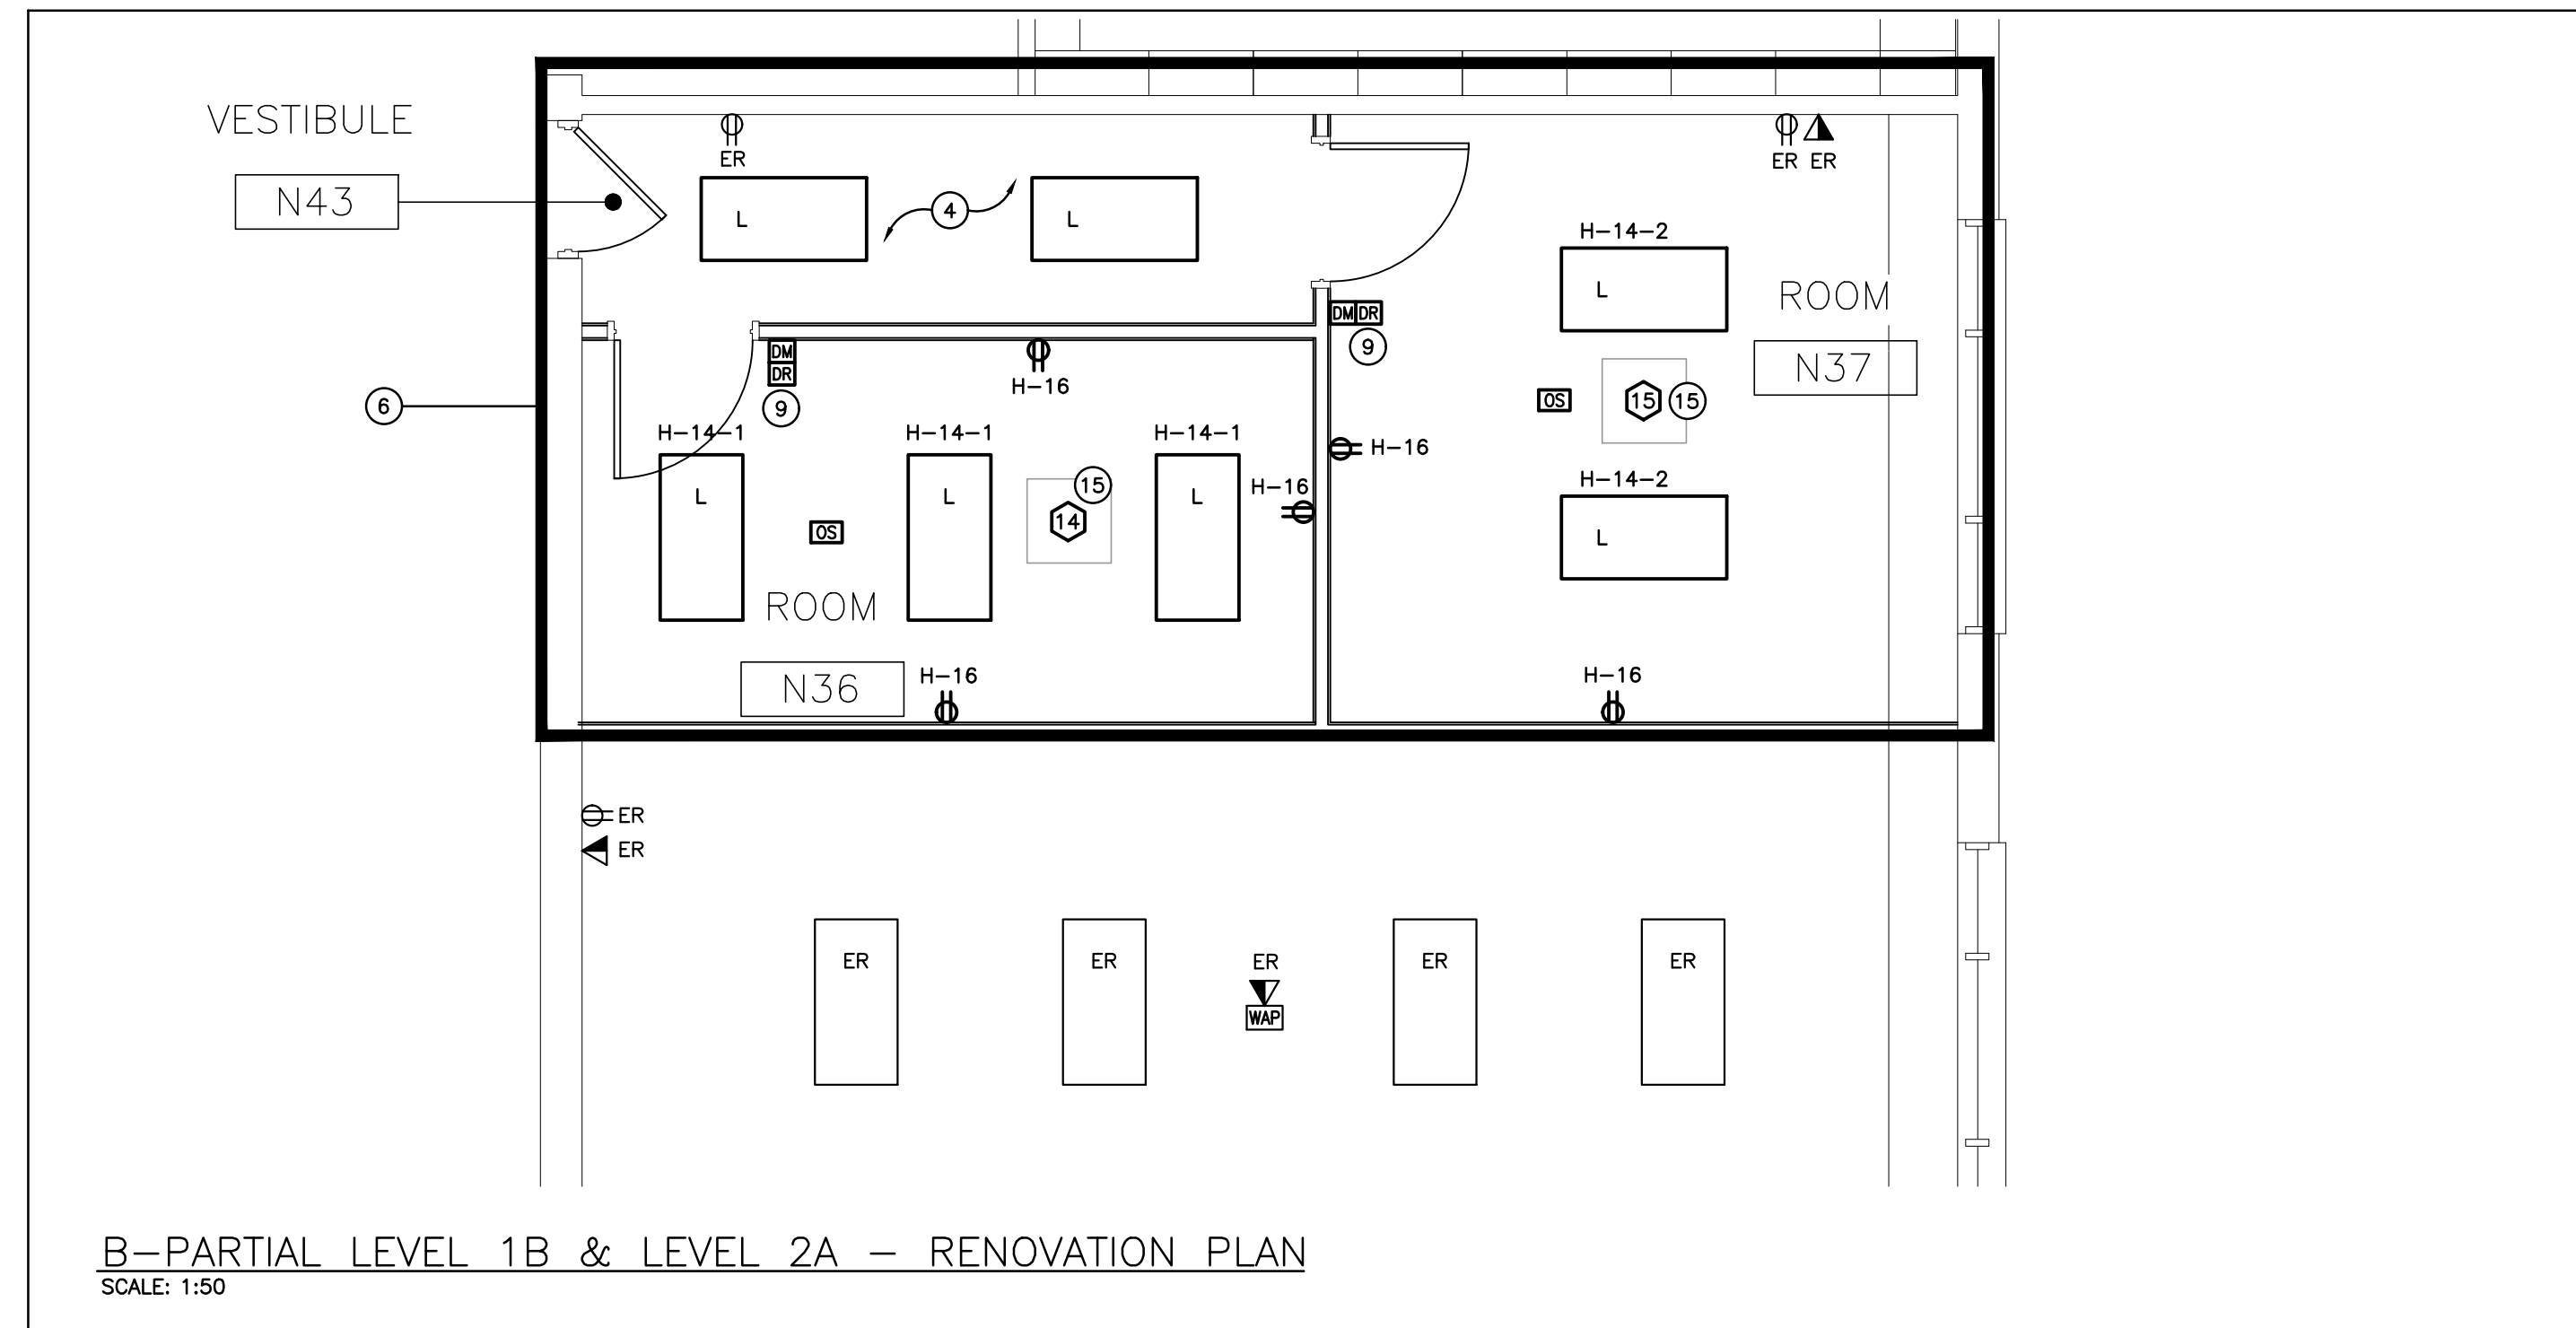 VESTIBULE
N43
ER
L
4
L
ER ER
H-14-2
L
ROOM
N37
DM DR
9
DM
DR
9
H-16
6
OS
15
15
H-14-1
H-14-1
H-14-1
H-16
L
L
L
15
14
H-16
H-14-2
L
OS
ROOM
N36
H-16
H-16
ER
ER
ER
ER
ER
WAP
ER
ER
B-PARTIAL LEVEL 1B & LEVEL 2A - RENOVATION PLAN
SCALE: 1:50